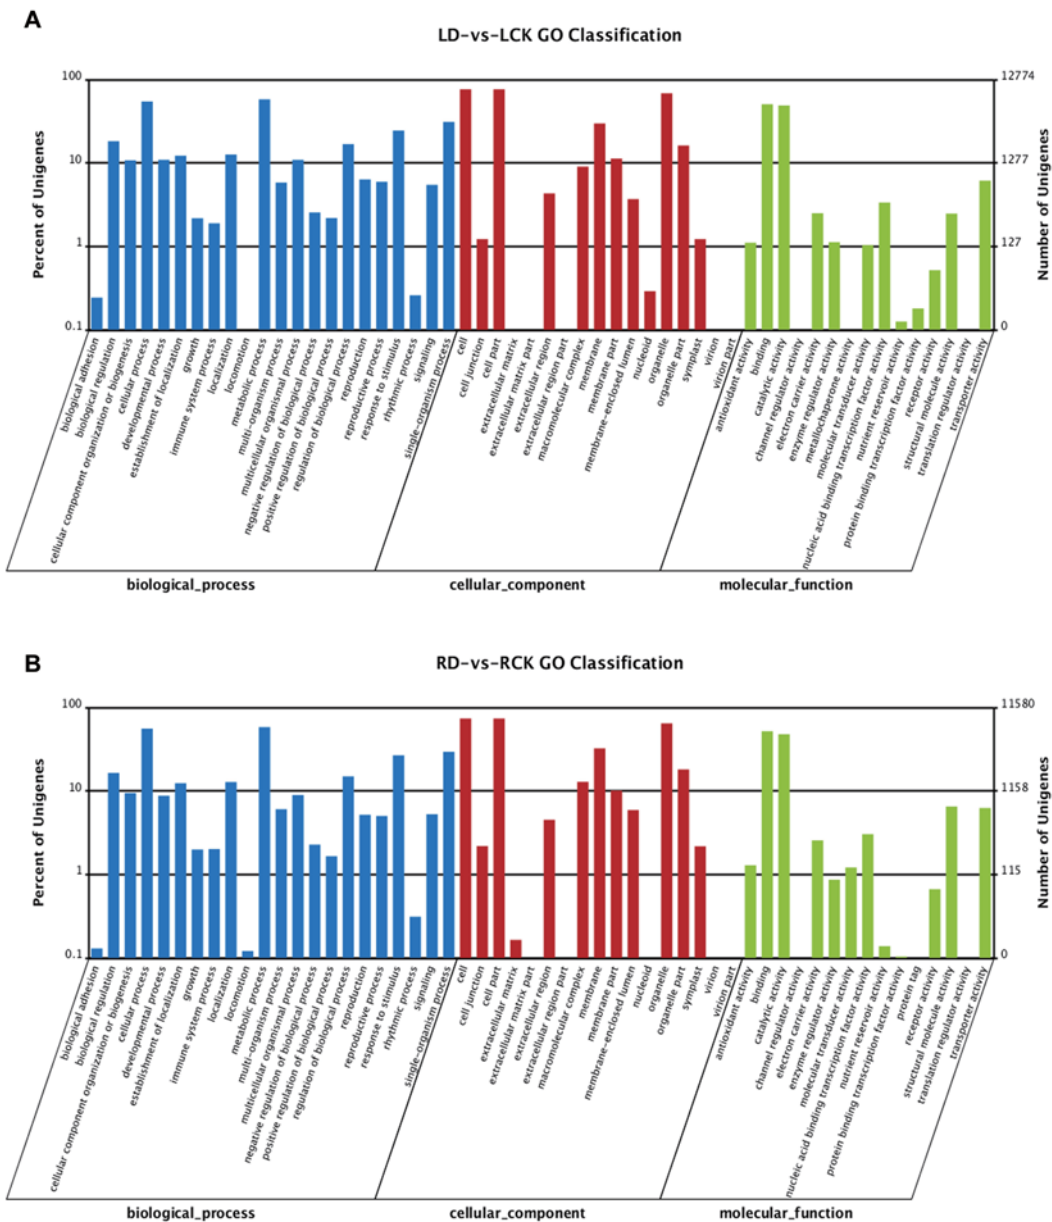 A
LD-vs-LCK GO Classification
Percent of Unigenes
100
10
1
0.1
12774
1277
127
0
Number of Unigenes
biological adhesion
biological regulation
cellular component organization or biogenesis
cellular process
developmental process
establishment of localization
growth
immune system process
localization
locomotion
metabolic process
multi-organism process
multicellular organismal process
negative regulation of biological process
positive regulation of biological process
regulation of biological process
reproduction
reproductive process
response to stimulus
rhythmic process
signaling
single-organism process
cell
cell junction
cell part
extracellular matrix
extracellular matrix part
extracellular region
extracellular region part
macromolecular complex
membrane
membrane part
membrane-enclosed lumen
nucleoid
organelle
organelle part
symplast
virion
virion part
antioxidant activity
binding
catalytic activity
channel regulator activity
electron carrier activity
enzyme regulator activity
metallochaperone activity
molecular transducer activity
nucleic acid binding transcription factor activity
nutrient reservoir activity
protein binding transcription factor activity
receptor activity
structural molecule activity
translation regulator activity
transporter activity
biological_process
cellular_component
molecular_function
B
RD-vs-RCK GO Classification
Percent of Unigenes
100
10
1
0.1
11580
1158
115
0
Number of Unigenes
biological adhesion
biological regulation
cellular component organization or biogenesis
cellular process
developmental process
establishment of localization
growth
immune system process
localization
locomotion
metabolic process
multi-organism process
multicellular organismal process
negative regulation of biological process
positive regulation of biological process
regulation of biological process
reproduction
reproductive process
response to stimulus
rhythmic process
signaling
single-organism process
cell
cell junction
cell part
extracellular matrix
extracellular matrix part
extracellular region
extracellular region part
macromolecular complex
membrane
membrane part
membrane-enclosed lumen
nucleoid
organelle
organelle part
symplast
virion
virion part
antioxidant activity
binding
catalytic activity
channel regulator activity
electron carrier activity
enzyme regulator activity
molecular transducer activity
nucleic acid binding transcription factor activity
nutrient reservoir activity
protein binding transcription factor activity
protein tag
receptor activity
structural molecule activity
translation regulator activity
transporter activity
biological_process
cellular_component
molecular_function